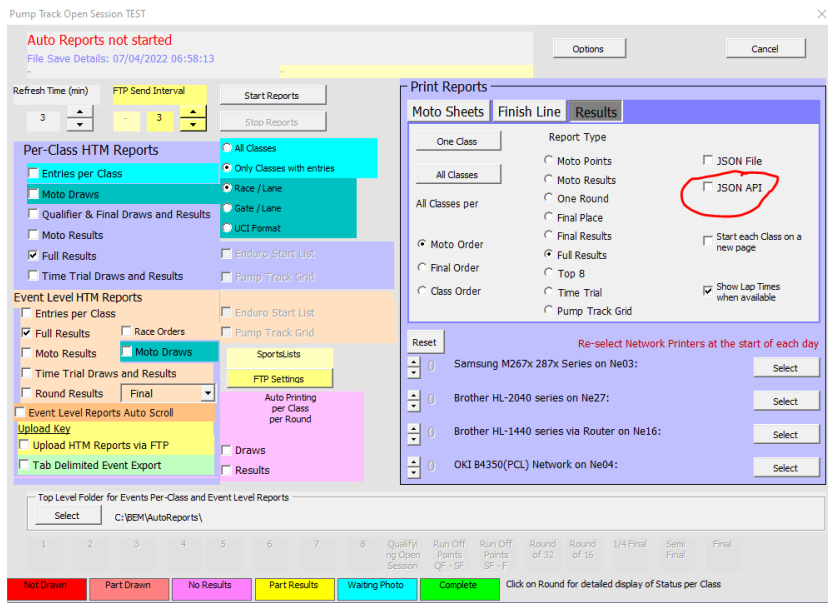 Pump Track Open Session TEST
Auto Reports not started
File Save Details: 07/04/2022 06:58:13
-
-
Options
Cancel
Refresh Time (min)
FTP Send Interval
3
-
3
Start Reports
Stop Reports
Per-Class HTM Reports
Entries per Class
Moto Draws
Qualifier & Final Draws and Results
Moto Results
Full Results
Time Trial Draws and Results
All Classes
Only Classes with entries
Race / Lane
Gate / Lane
UCI Format
Enduro Start List
Pump Track Grid
Event Level HTM Reports
Entries per Class
Full Results
Race Orders
Moto Results
Moto Draws
Time Trial Draws and Results
Round Results
Final
Event Level Reports Auto Scroll
Upload Key
Upload HTM Reports via FTP
Tab Delimited Event Export
Enduro Start List
Pump Track Grid
SportsLists
FTP Settings
Auto Printing
per Class
per Round
Draws
Results
Print Reports
Moto Sheets
Finish Line
Results
One Class
All Classes
All Classes per
Moto Order
Final Order
Class Order
Report Type
Moto Points
Moto Results
One Round
Final Place
Final Results
Full Results
Top 8
Time Trial
Pump Track Grid
JSON File
JSON API
Start each Class on a
new page
Show Lap Times
when available
Reset
Re-select Network Printers at the start of each day
0 Samsung M267x 287x Series on Ne03: Select
0 Brother HL-2040 series on Ne27: Select
0 Brother HL-1440 series via Router on Ne16: Select
0 OKI B4350(PCL) Network on Ne04: Select
Top Level Folder for Events Per-Class and Event Level Reports
Select
C:\BEM\AutoReports\
1 2 3 4 5 6 7 8
Qualifyi
ng Open
Session
Run Off
Points
QF - SF
Run Off
Points
SF - F
Round
of 32
Round
of 16
1/4 Final
Semi
Final
Final
Not Drawn
Part Drawn
No Results
Part Results
Waiting Photo
Complete
Click on Round for detailed display of Status per Class